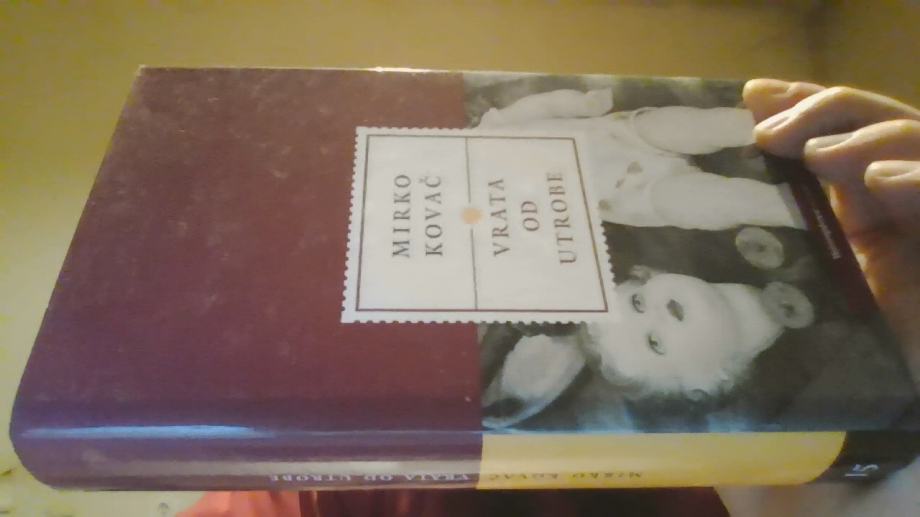 MIRKO
KOVAČ
VRATA
OD
UTROBE
MIRKO KOVAČ VRATA OD UTROBE